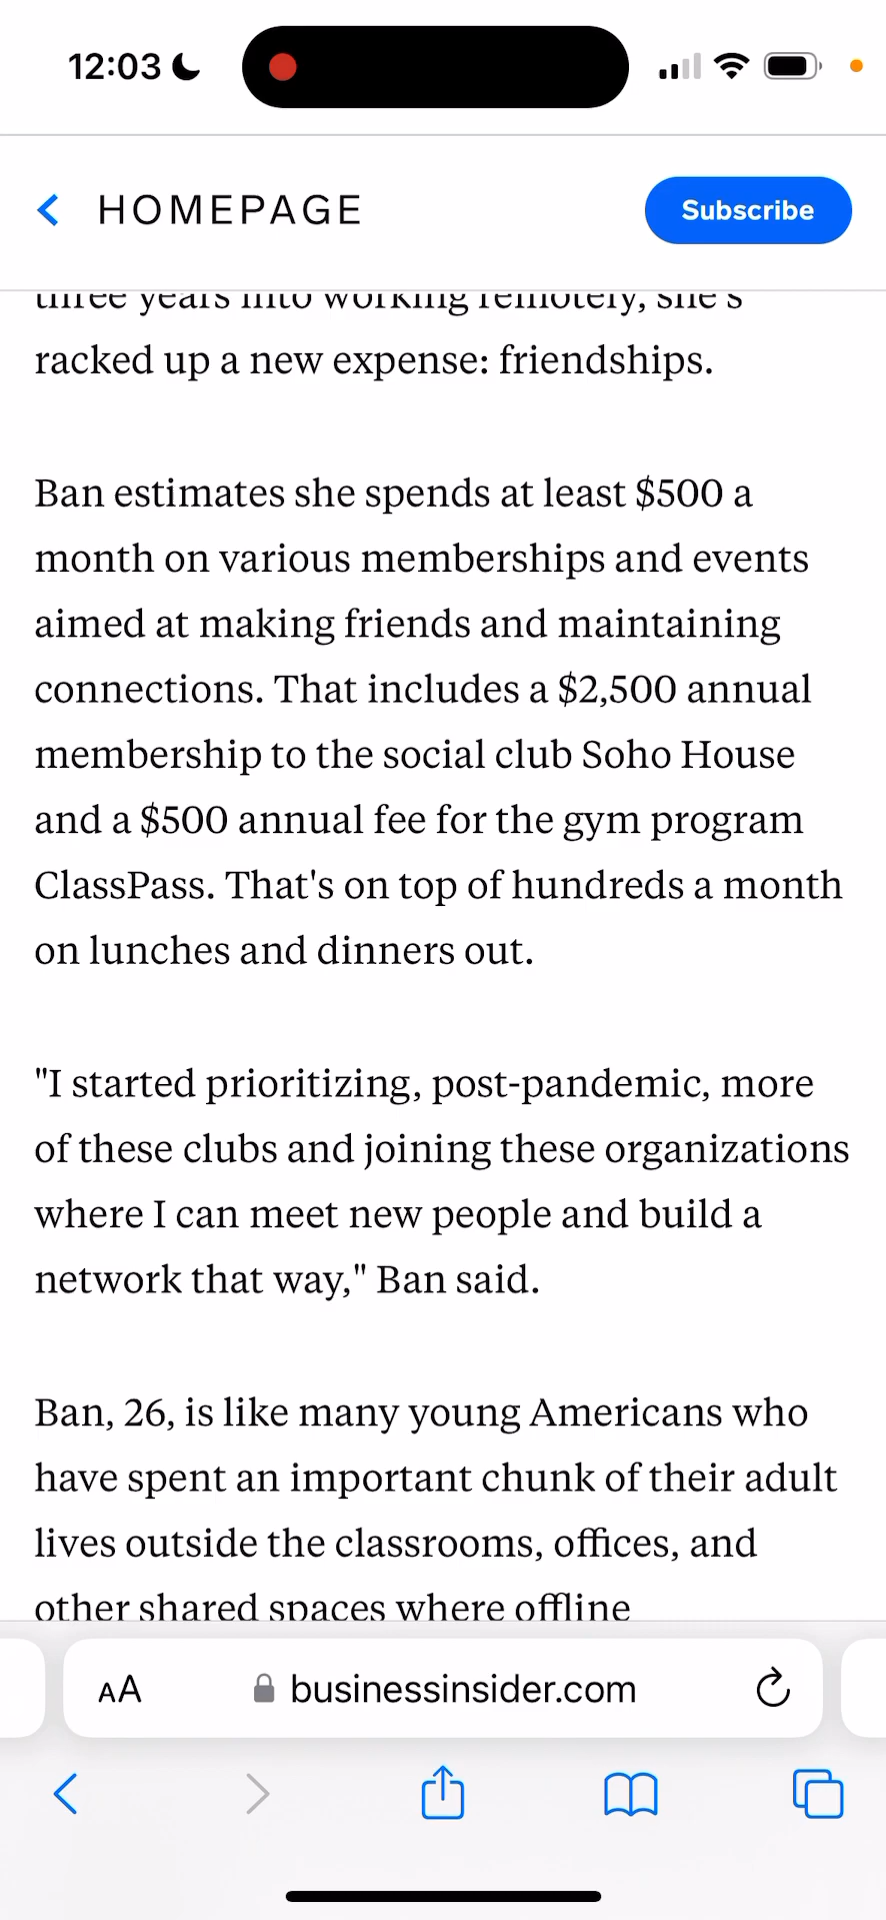 12:03
HOMEPAGE
Subscribe
three years into working remotely, she's
racked up a new expense: friendships.
Ban estimates she spends at least $500 a
month on various memberships and events
aimed at making friends and maintaining
connections. That includes a $2,500 annual
membership to the social club Soho House
and a $500 annual fee for the gym program
ClassPass. That's on top of hundreds a month
on lunches and dinners out.
"I started prioritizing, post-pandemic, more
of these clubs and joining these organizations
where I can meet new people and build a
network that way," Ban said.
Ban, 26, is like many young Americans who
have spent an important chunk of their adult
lives outside the classrooms, offices, and
other shared spaces where offline
AA
businessinsider.com